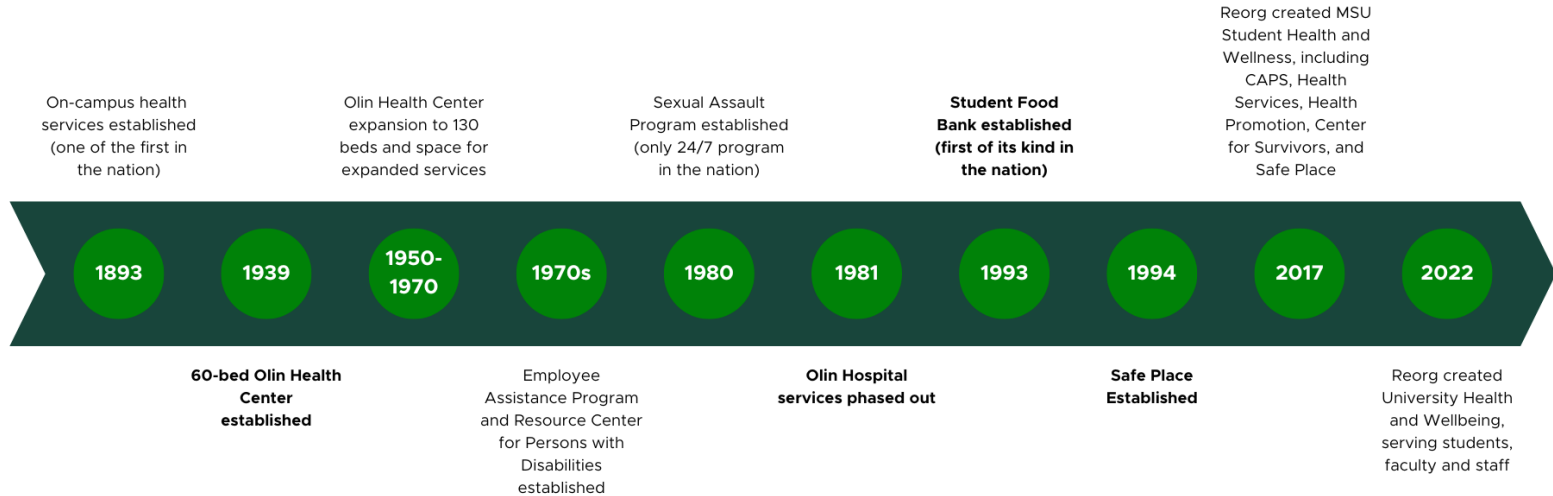 On-campus health
services established
(one of the first in
the nation)
1893
1939
60-bed Olin Health
Center
established
Olin Health Center
expansion to 130
beds and space for
expanded services
1950-
1970
1970s
Employee
Assistance Program
and Resource Center
for Persons with
Disabilities
established
Sexual Assault
Program established
(only 24/7 program
in the nation)
1980
1981
Olin Hospital
services phased out
Student Food
Bank established
(first of its kind in
the nation)
1993
1994
Safe Place
Established
Reorg created MSU
Student Health and
Wellness, including
CAPS, Health
Services, Health
Promotion, Center
for Survivors, and
Safe Place
2017
2022
Reorg created
University Health
and Wellbeing,
serving students,
faculty and staff